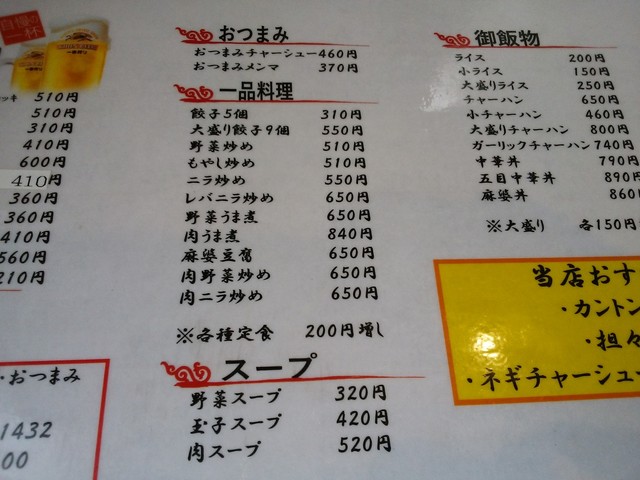 自慢の
一杯
ッキ 510円
510円
310円
410円
600円
410円
360円
360円
410円
560円
210円
・おつまみ
1432
00
おつまみ
おつまみチャーシュー460円
おつまみメンマ 370円
一品料理
餃子5個 310円
大盛り餃子9個 550円
野菜炒め 510円
もやし炒め 510円
ニラ炒め 550円
レバニラ炒め 650円
野菜うま煮 650円
肉うま煮 840円
麻婆豆腐 650円
肉野菜炒め 650円
肉ニラ炒め 650円
※各種定食 200円増し
スープ
野菜スープ 320円
玉子スープ 420円
肉スープ 520円
御飯物
ライス 200円
小ライス 150円
大盛りライス 250円
チャーハン 650円
小チャーハン 460円
大盛りチャーハン 800円
ガーリックチャーハン 740円
中華丼 790円
五目中華丼 890円
麻婆丼 860
※大盛り 各150円
当店おす
・カントン
・担々
・ネギチャーシュー